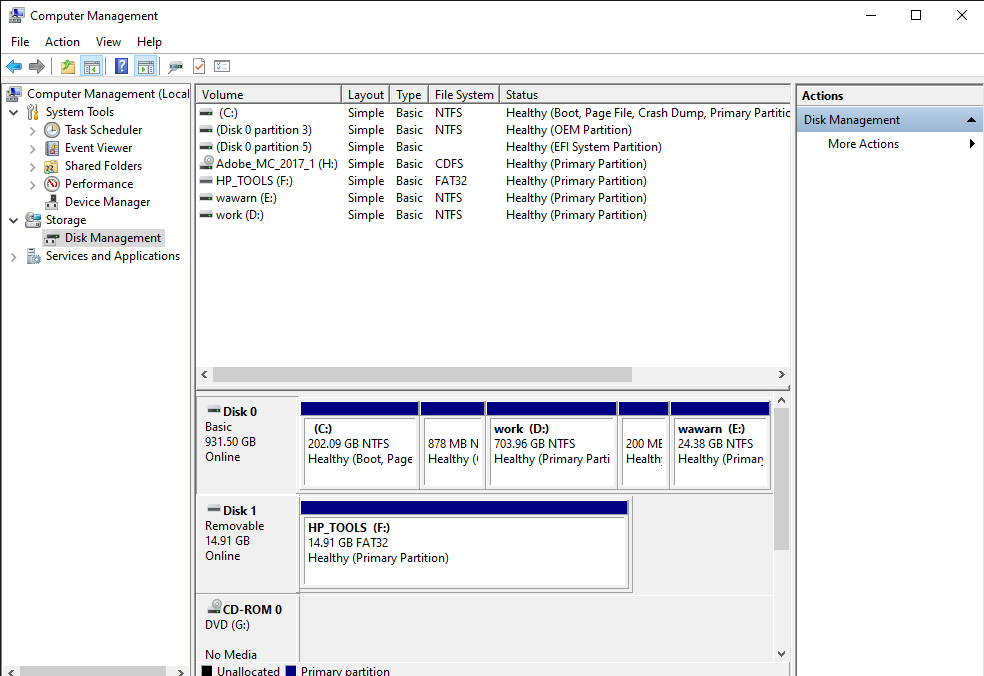 Computer Management
File Action View Help
Computer Management (Local
System Tools
Task Scheduler
Event Viewer
Shared Folders
Performance
Device Manager
Storage
Disk Management
Services and Applications
Volume Layout Type File System Status
(C:) Simple Basic NTFS Healthy (Boot, Page File, Crash Dump, Primary Partitic
(Disk 0 partition 3) Simple Basic NTFS Healthy (OEM Partition)
(Disk 0 partition 5) Simple Basic Healthy (EFI System Partition)
Adobe_MC_2017_1 (H:) Simple Basic CDFS Healthy (Primary Partition)
HP_TOOLS (F:) Simple Basic FAT32 Healthy (Primary Partition)
wawarn (E:) Simple Basic NTFS Healthy (Primary Partition)
work (D:) Simple Basic NTFS Healthy (Primary Partition)
Disk 0
Basic
931.50 GB
Online
(C:)
202.09 GB NTFS
Healthy (Boot, Page
878 MB N
Healthy (
work (D:)
703.96 GB NTFS
Healthy (Primary Parti
200 ME
Health
wawarn (E:)
24.38 GB NTFS
Healthy (Primar
Disk 1
Removable
14.91 GB
Online
HP_TOOLS (F:)
14.91 GB FAT32
Healthy (Primary Partition)
CD-ROM 0
DVD (G:)
No Media
Unallocated Primary partition
Actions
Disk Management
More Actions